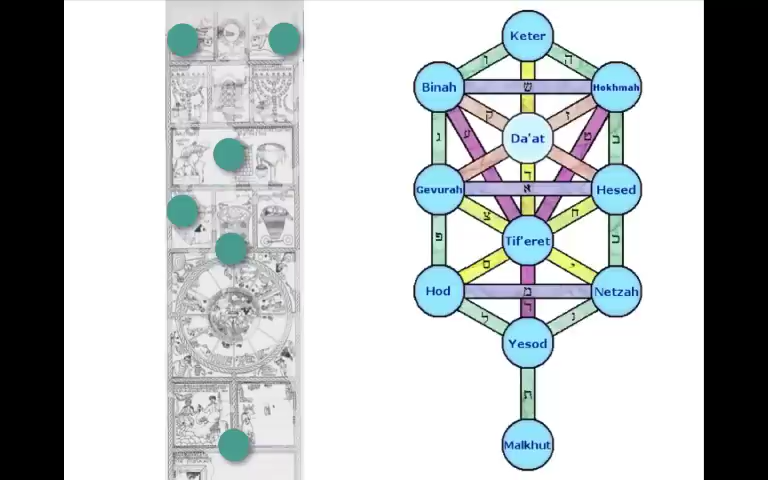 Keter
ו ה
Binah ש Hokhmah
ק ז
ג ע Da'at ט ב
ד
Gevurah א Hesed
צ ח
פ Tif'eret כ
ס י
Hod מ Netzah
ל ר נ
Yesod
ת
Malkhut